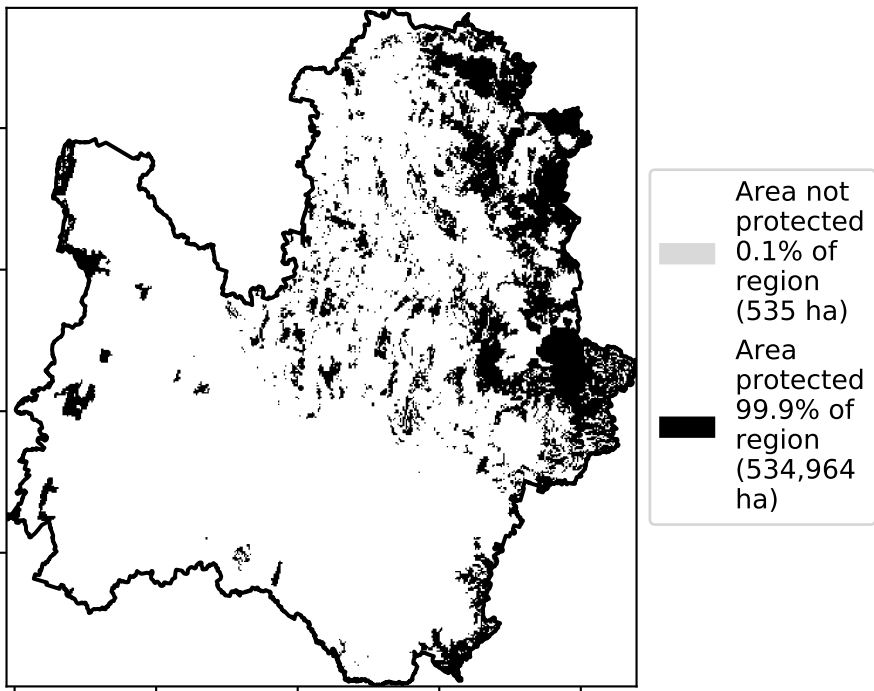 Area not
protected
0.1% of
region
(535 ha)
Area
protected
99.9% of
region
(534,964
ha)